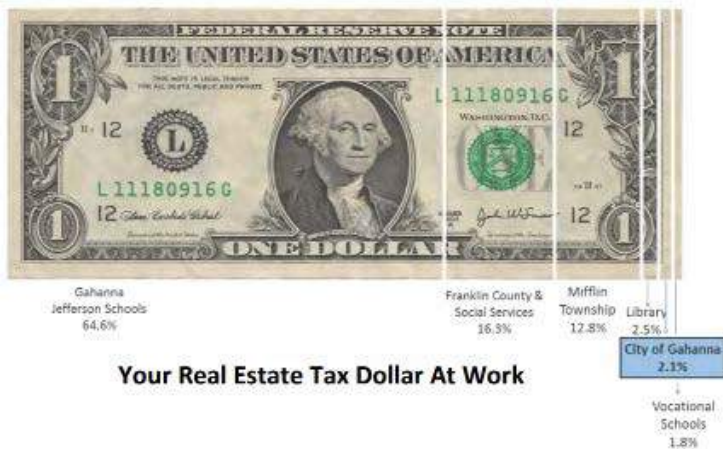 FEDERAL RESERVE NOTE
THE UNITED STATES OF AMERICA
THIS NOTE IS LEGAL TENDER
FOR ALL DEBTS, PUBLIC AND PRIVATE
L 11180916 G
WASHINGTON, D.C.
12
L
12
L 11180916 G
12
12
1
1
1
1
ONE DOLLAR
Gahanna
Jefferson Schools
64.6%
Franklin County &
Social Services
16.3%
Mifflin
Township
12.8%
Library
2.5%
City of Gahanna
2.1%
Vocational
Schools
1.8%
Your Real Estate Tax Dollar At Work